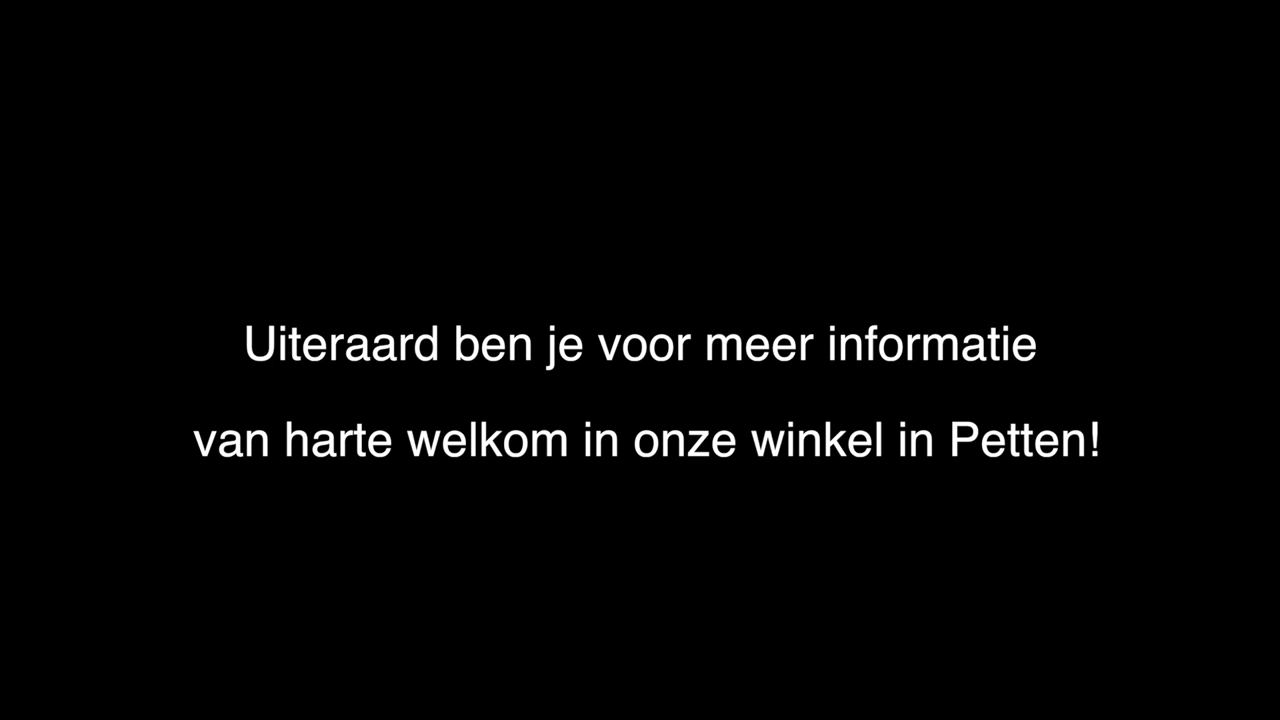 Uiteraard ben je voor meer informatie
van harte welkom in onze winkel in Petten!